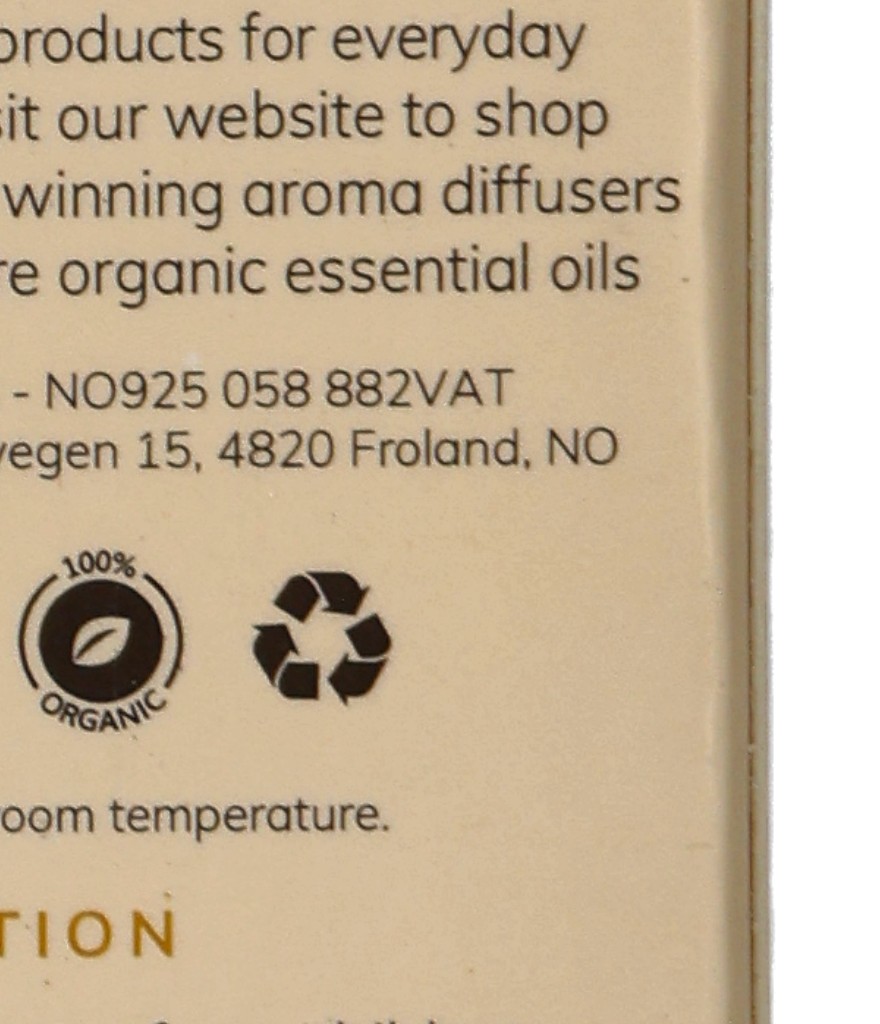 products for everyday
sit our website to shop
winning aroma diffusers
re organic essential oils
- NO925 058 882VAT
vegen 15, 4820 Froland, NO
100%
ORGANIC
oom temperature.
TION